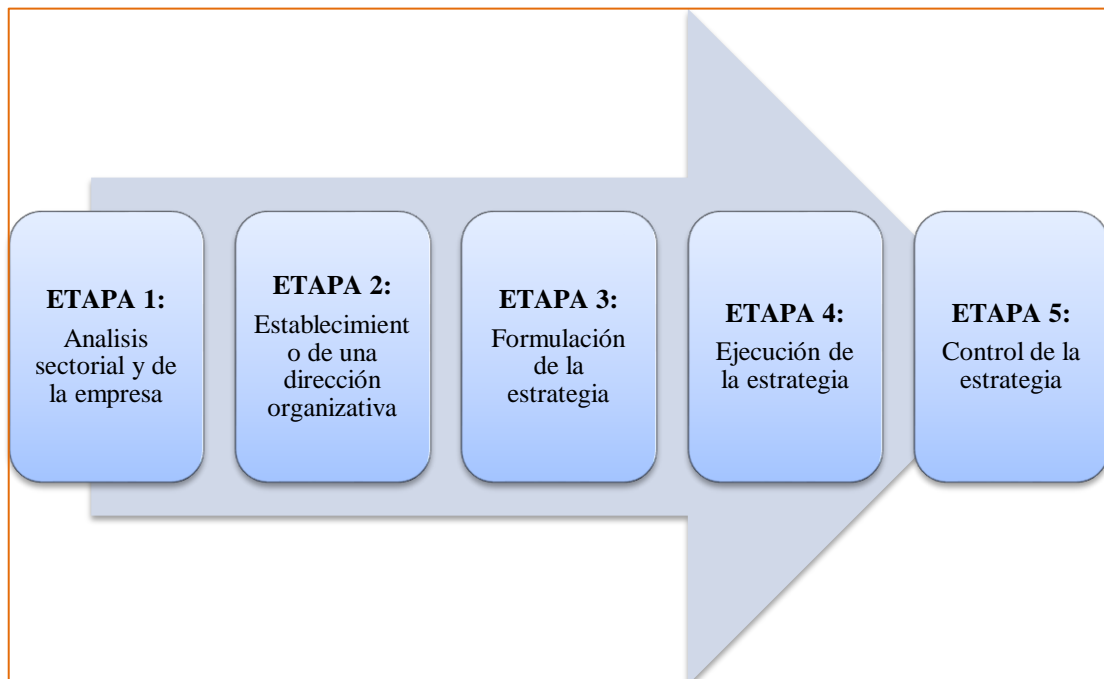 ETAPA 1:
Analisis
sectorial y de
la empresa
ETAPA 2:
Establecimient
o de una
dirección
organizativa
ETAPA 3:
Formulación
de la
estrategia
ETAPA 4:
Ejecución de
la estrategia
ETAPA 5:
Control de la
estrategia